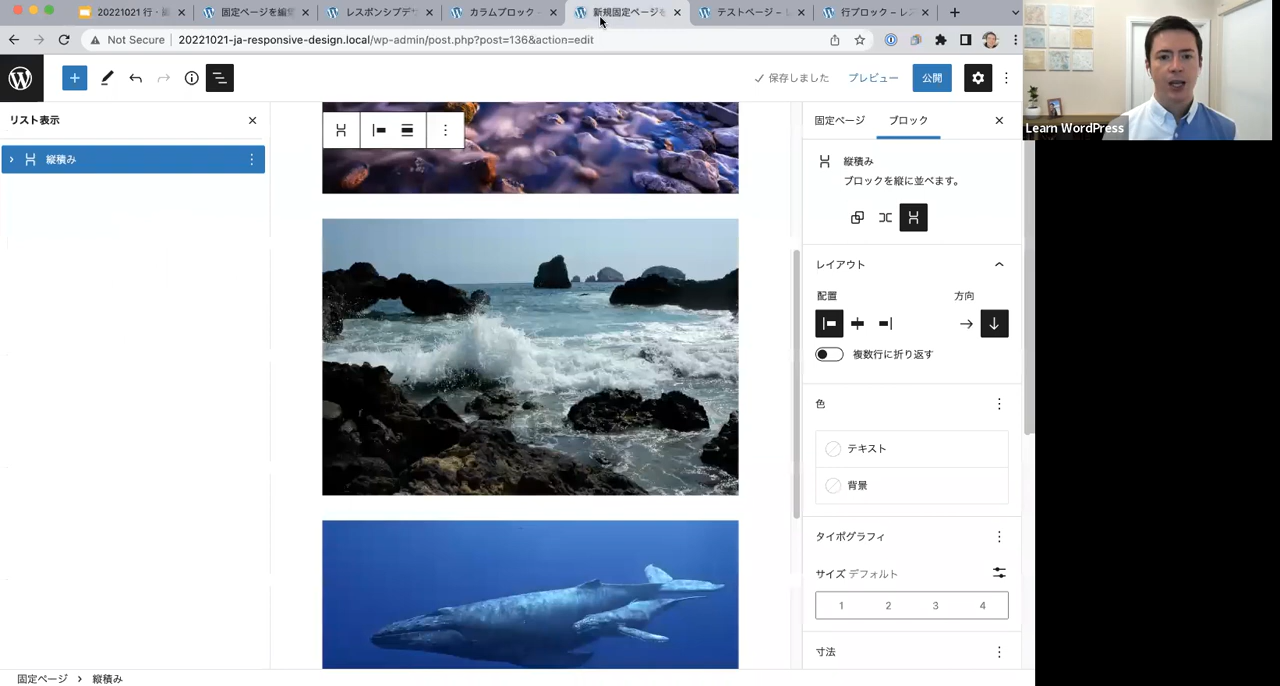 20221021 行・編
固定ページを編集
レスポンシブデザ
カラムブロック
新規固定ページを
テストページ – レ
行ブロック – レス
Not Secure
20221021-ja-responsive-design.local/wp-admin/post.php?post=136&action=edit
保存しました
プレビュー
公開
リスト表示
縦積み
固定ページ
ブロック
縦積み
ブロックを縦に並べます。
レイアウト
配置
方向
複数行に折り返す
色
テキスト
背景
タイポグラフィ
サイズ デフォルト
1 2 3 4
寸法
固定ページ > 縦積み
Learn WordPress